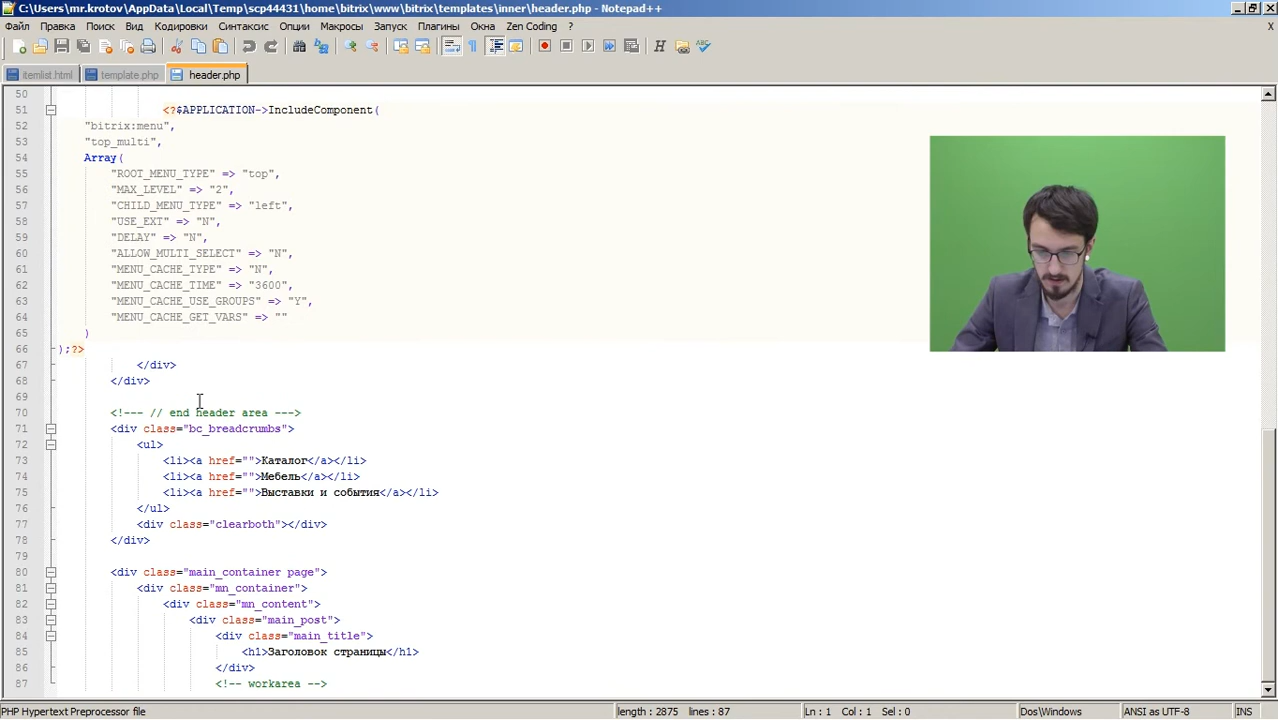 C:\Users\mr.krotov\AppData\Local\Temp\scp44431\home\bitrix\www\bitrix\templates\inner\header.php - Notepad++
Файл Правка Поиск Вид Кодировки Синтаксис Опции Макросы Запуск Плагины Окна Zen Coding X
itemlist.html template.php header.php
50
51 <?$APPLICATION->IncludeComponent(
52 "bitrix:menu",
53 "top_multi",
54 Array(
55 "ROOT_MENU_TYPE" => "top",
56 "MAX_LEVEL" => "2",
57 "CHILD_MENU_TYPE" => "left",
58 "USE_EXT" => "N",
59 "DELAY" => "N",
60 "ALLOW_MULTI_SELECT" => "N",
61 "MENU_CACHE_TYPE" => "N",
62 "MENU_CACHE_TIME" => "3600",
63 "MENU_CACHE_USE_GROUPS" => "Y",
64 "MENU_CACHE_GET_VARS" => ""
65 )
66 );?>
67 </div>
68 </div>
69
70 <!--- // end header area --->
71 <div class="bc_breadcrumbs">
72 <ul>
73 <li><a href="">Каталог</a></li>
74 <li><a href="">Мебель</a></li>
75 <li><a href="">Выставки и события</a></li>
76 </ul>
77 <div class="clearboth"></div>
78 </div>
79
80 <div class="main_container page">
81 <div class="mn_container">
82 <div class="mn_content">
83 <div class="main_post">
84 <div class="main_title">
85 <h1>Заголовок страницы</h1>
86 </div>
87 <!-- workarea -->
PHP Hypertext Preprocessor file length : 2875 lines : 87 Ln : 1 Col : 1 Sel : 0 Dos\Windows ANSI as UTF-8 INS